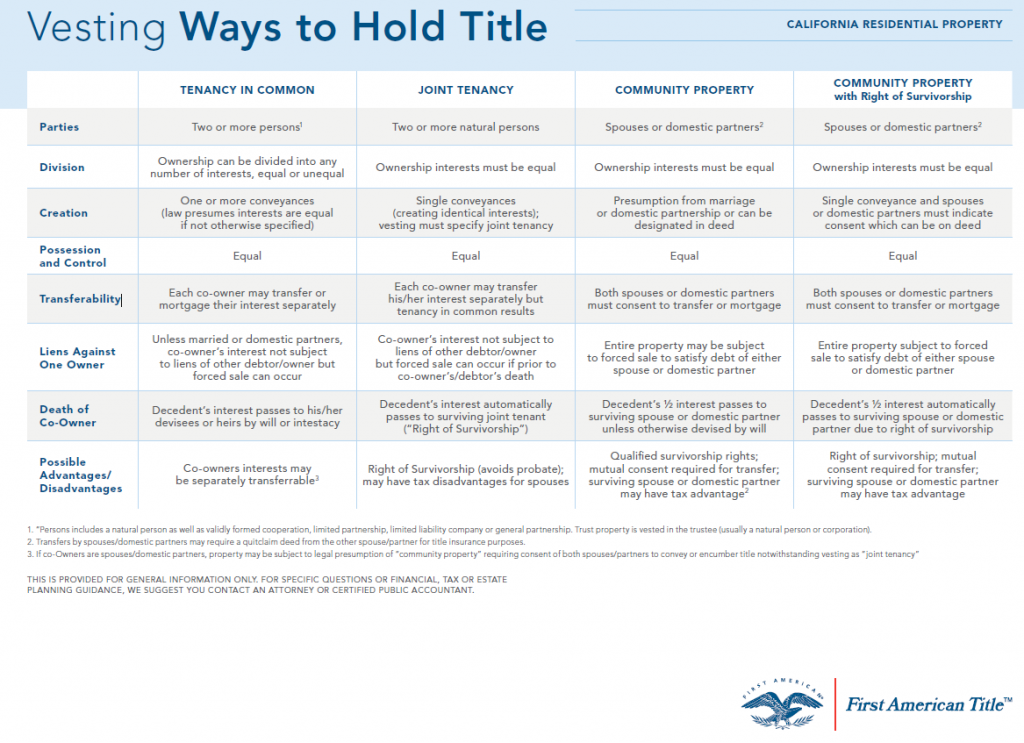 Vesting Ways to Hold Title
CALIFORNIA RESIDENTIAL PROPERTY
TENANCY IN COMMON
JOINT TENANCY
COMMUNITY PROPERTY
COMMUNITY PROPERTY
with Right of Survivorship
Parties
Two or more persons¹
Two or more natural persons
Spouses or domestic partners²
Spouses or domestic partners²
Division
Ownership can be divided into any
number of interests, equal or unequal
Ownership interests must be equal
Ownership interests must be equal
Ownership interests must be equal
Creation
One or more conveyances
(law presumes interests are equal
if not otherwise specified)
Single conveyances
(creating identical interests);
vesting must specify joint tenancy
Presumption from marriage
or domestic partnership or can be
designated in deed
Single conveyance and spouses
or domestic partners must indicate
consent which can be on deed
Possession
and Control
Equal
Equal
Equal
Equal
Transferability
Each co-owner may transfer or
mortgage their interest separately
Each co-owner may transfer
his/her interest separately but
tenancy in common results
Both spouses or domestic partners
must consent to transfer or mortgage
Both spouses or domestic partners
must consent to transfer or mortgage
Liens Against
One Owner
Unless married or domestic partners,
co-owner's interest not subject
to liens of other debtor/owner but
forced sale can occur
Co-owner's interest not subject to
liens of other debtor/owner
but forced sale can occur if prior to
co-owner's/debtor's death
Entire property may be subject
to forced sale to satisfy debt of either
spouse or domestic partner
Entire property subject to forced
sale to satisfy debt of either spouse
or domestic partner
Death of
Co-Owner
Decedent's interest passes to his/her
devisees or heirs by will or intestacy
Decedent's interest automatically
passes to surviving joint tenant
("Right of Survivorship")
Decedent's ½ interest passes to
surviving spouse or domestic partner
unless otherwise devised by will
Decedent's ½ interest automatically
passes to surviving spouse or domestic
partner due to right of survivorship
Possible
Advantages/
Disadvantages
Co-owners interests may
be separately transferrable³
Right of Survivorship (avoids probate);
may have tax disadvantages for spouses
Qualified survivorship rights;
mutual consent required for transfer;
surviving spouse or domestic partner
may have tax advantage²
Right of survivorship; mutual
consent required for transfer;
surviving spouse or domestic partner
may have tax advantage
1. "Persons includes a natural person as well as validly formed cooperation, limited partnership, limited liability company or general partnership. Trust property is vested in the trustee (usually a natural person or corporation).
2. Transfers by spouses/domestic partners may require a quitclaim deed from the other spouse/partner for title insurance purposes.
3. If co-Owners are spouses/domestic partners, property may be subject to legal presumption of "community property" requiring consent of both spouses/partners to convey or encumber title notwithstanding vesting as "joint tenancy"
THIS IS PROVIDED FOR GENERAL INFORMATION ONLY. FOR SPECIFIC QUESTIONS OR FINANCIAL, TAX OR ESTATE
PLANNING GUIDANCE, WE SUGGEST YOU CONTACT AN ATTORNEY OR CERTIFIED PUBLIC ACCOUNTANT.
FIRST AMERICAN
First American Title™